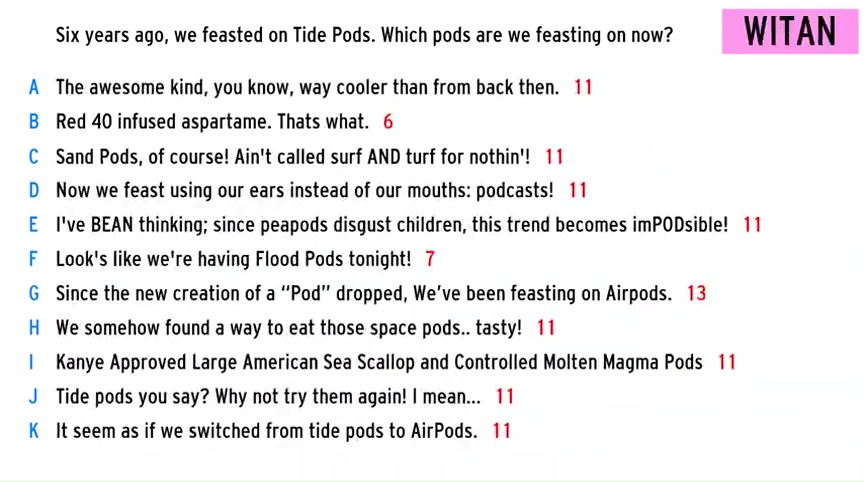 Six years ago, we feasted on Tide Pods. Which pods are we feasting on now?
WITAN
A The awesome kind, you know, way cooler than from back then. 11
B Red 40 infused aspartame. Thats what. 6
C Sand Pods, of course! Ain't called surf AND turf for nothin'! 11
D Now we feast using our ears instead of our mouths: podcasts! 11
E I've BEAN thinking; since peapods disgust children, this trend becomes imPODsible! 11
F Look's like we're having Flood Pods tonight! 7
G Since the new creation of a “Pod” dropped, We've been feasting on Airpods. 13
H We somehow found a way to eat those space pods.. tasty! 11
I Kanye Approved Large American Sea Scallop and Controlled Molten Magma Pods 11
J Tide pods you say? Why not try them again! I mean... 11
K It seem as if we switched from tide pods to AirPods. 11